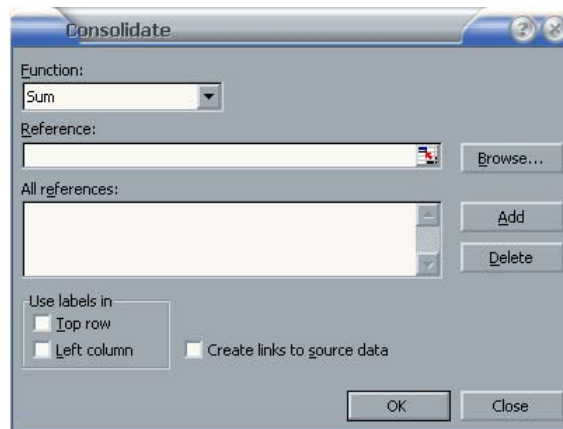 Consolidate
Function:
Sum
Reference:
Browse...
All references:
Add
Delete
Use labels in
Top row
Left column
Create links to source data
OK
Close